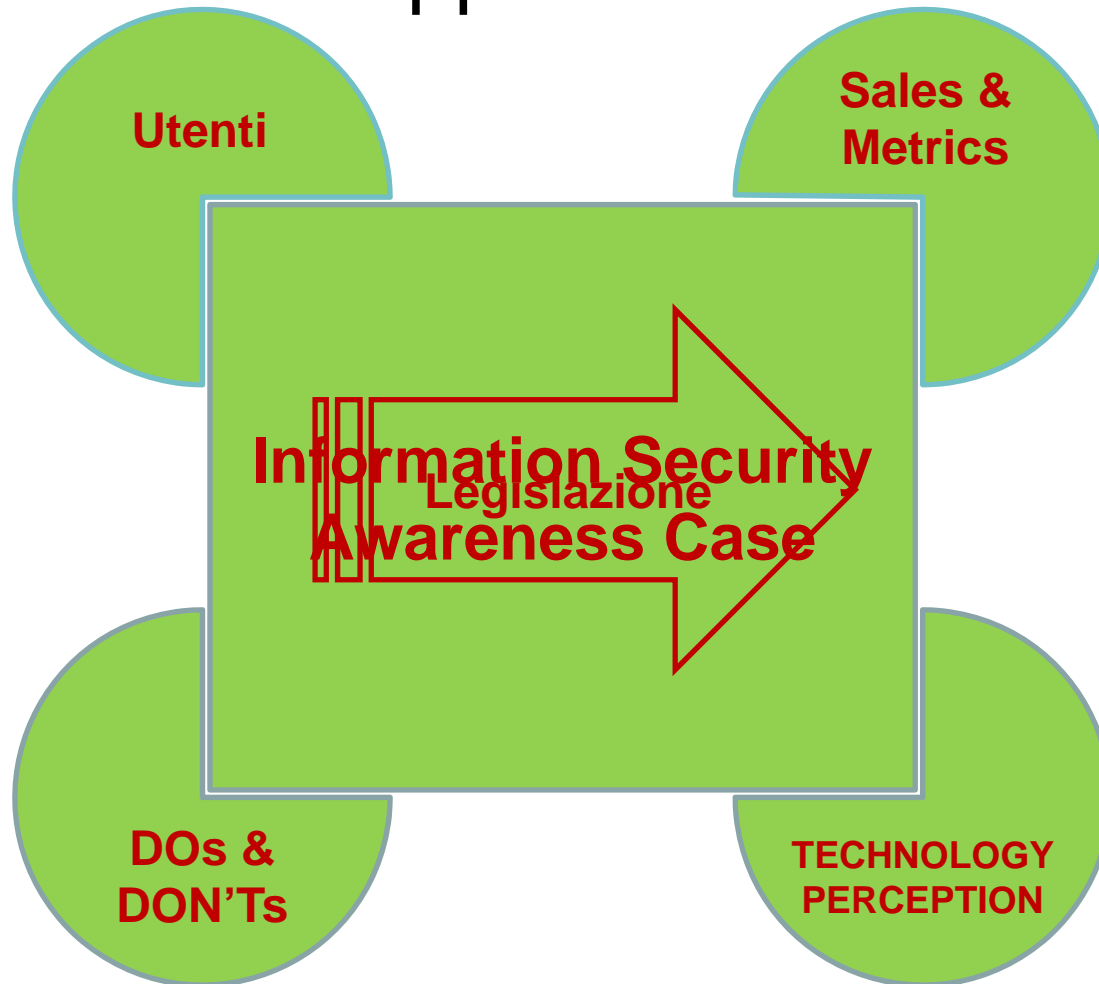 Utenti
Sales &
Metrics
Information Security
Legislazione
Awareness Case
DOs &
DON’Ts
TECHNOLOGY
PERCEPTION